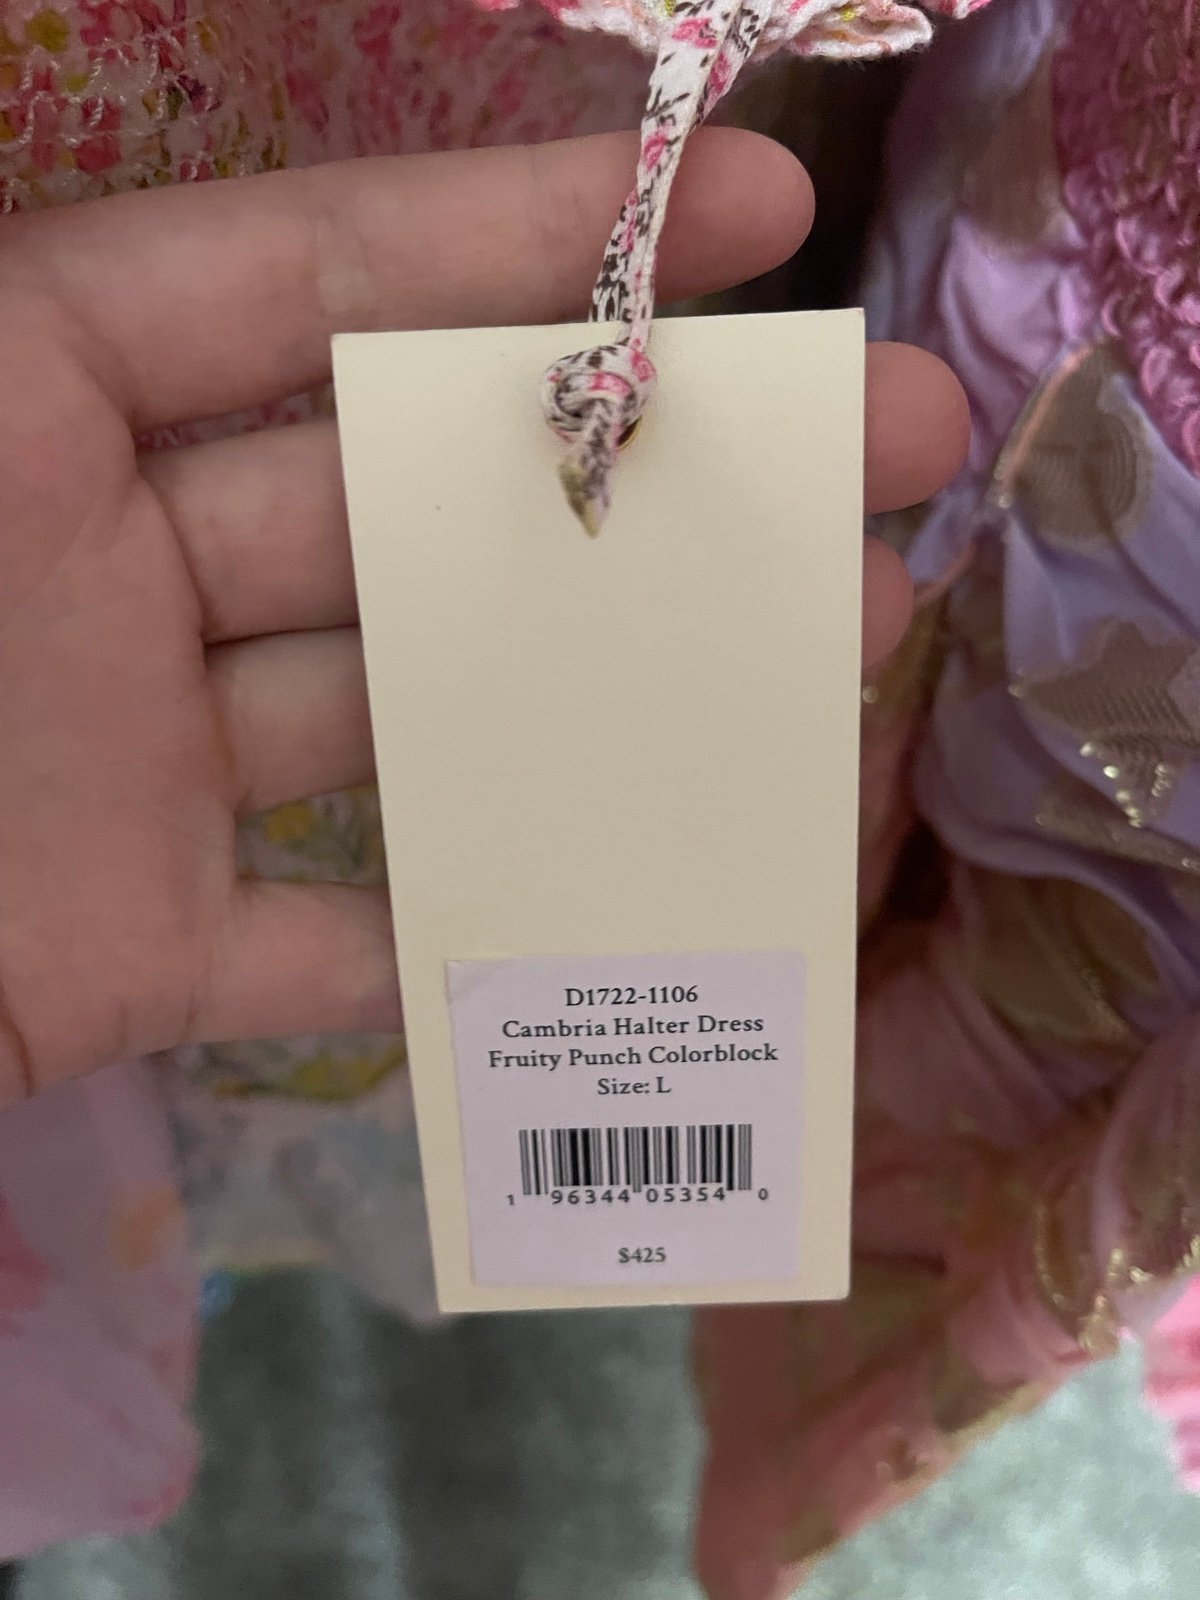 D1722-1106
Cambria Halter Dress
Fruity Punch Colorblock
Size: L
1 96344 05354 0
$425